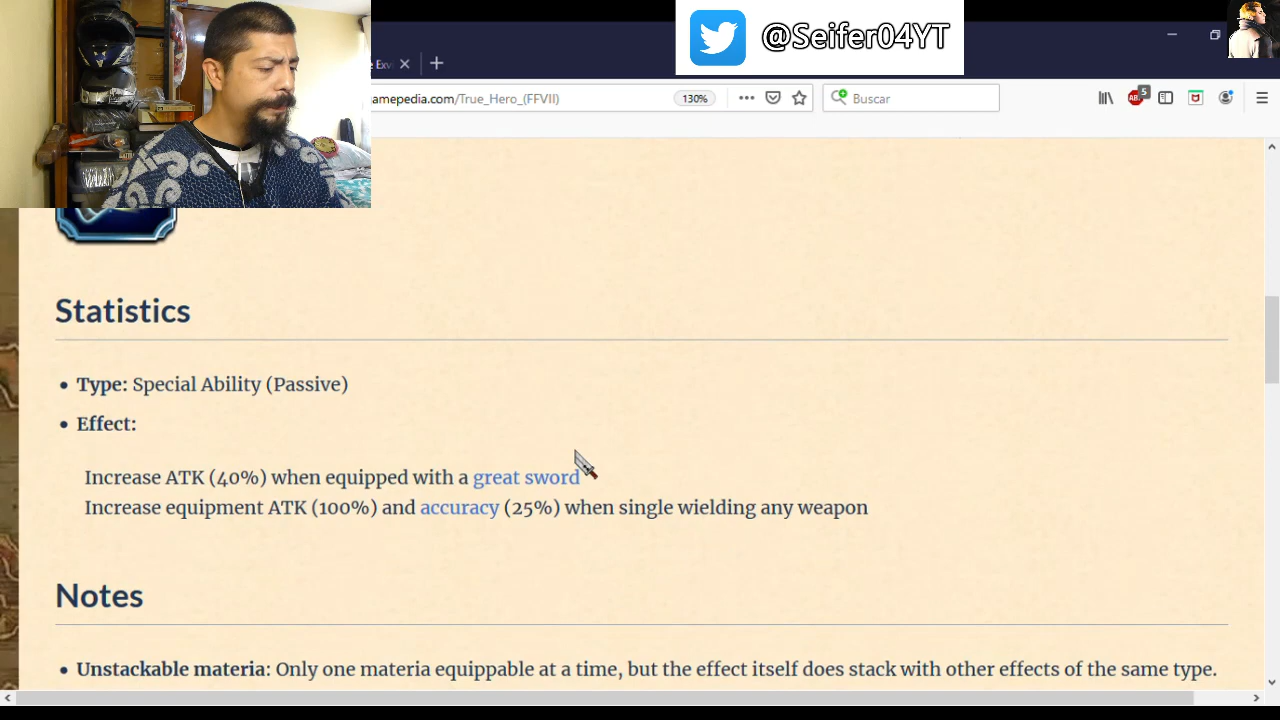 @Seifer04YT
amepedia.com/True_Hero_(FFVII)
130%
Buscar
5
Statistics
• Type: Special Ability (Passive)
• Effect:
Increase ATK (40%) when equipped with a great sword
Increase equipment ATK (100%) and accuracy (25%) when single wielding any weapon
Notes
• Unstackable materia: Only one materia equippable at a time, but the effect itself does stack with other effects of the same type.